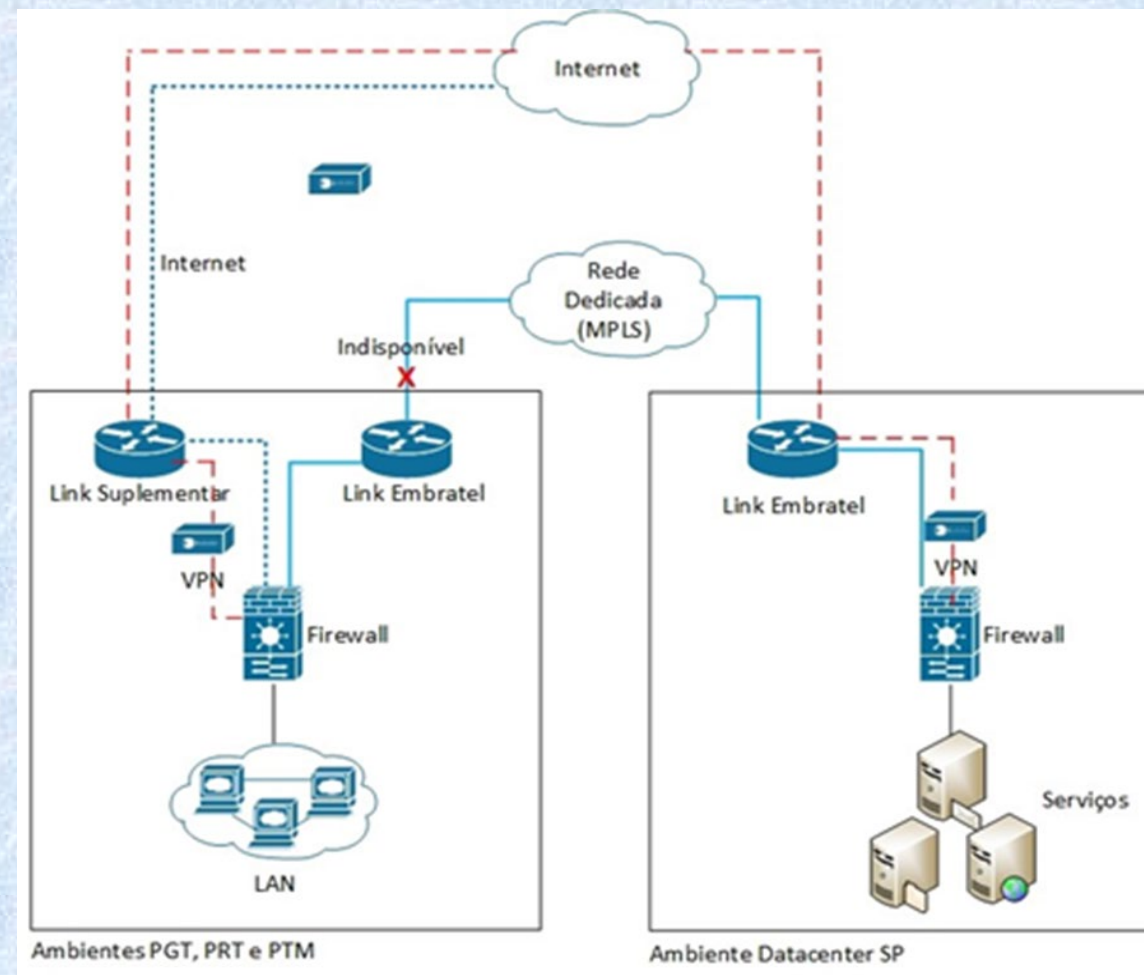 Internet
Internet
Rede
Dedicada
(MPLS)
Indisponível
X
Link Suplementar
Link Embratel
Link Embratel
VPN
VPN
Firewall
Firewall
Serviços
LAN
Ambientes PGT, PRT e PTM
Ambiente Datacenter SP